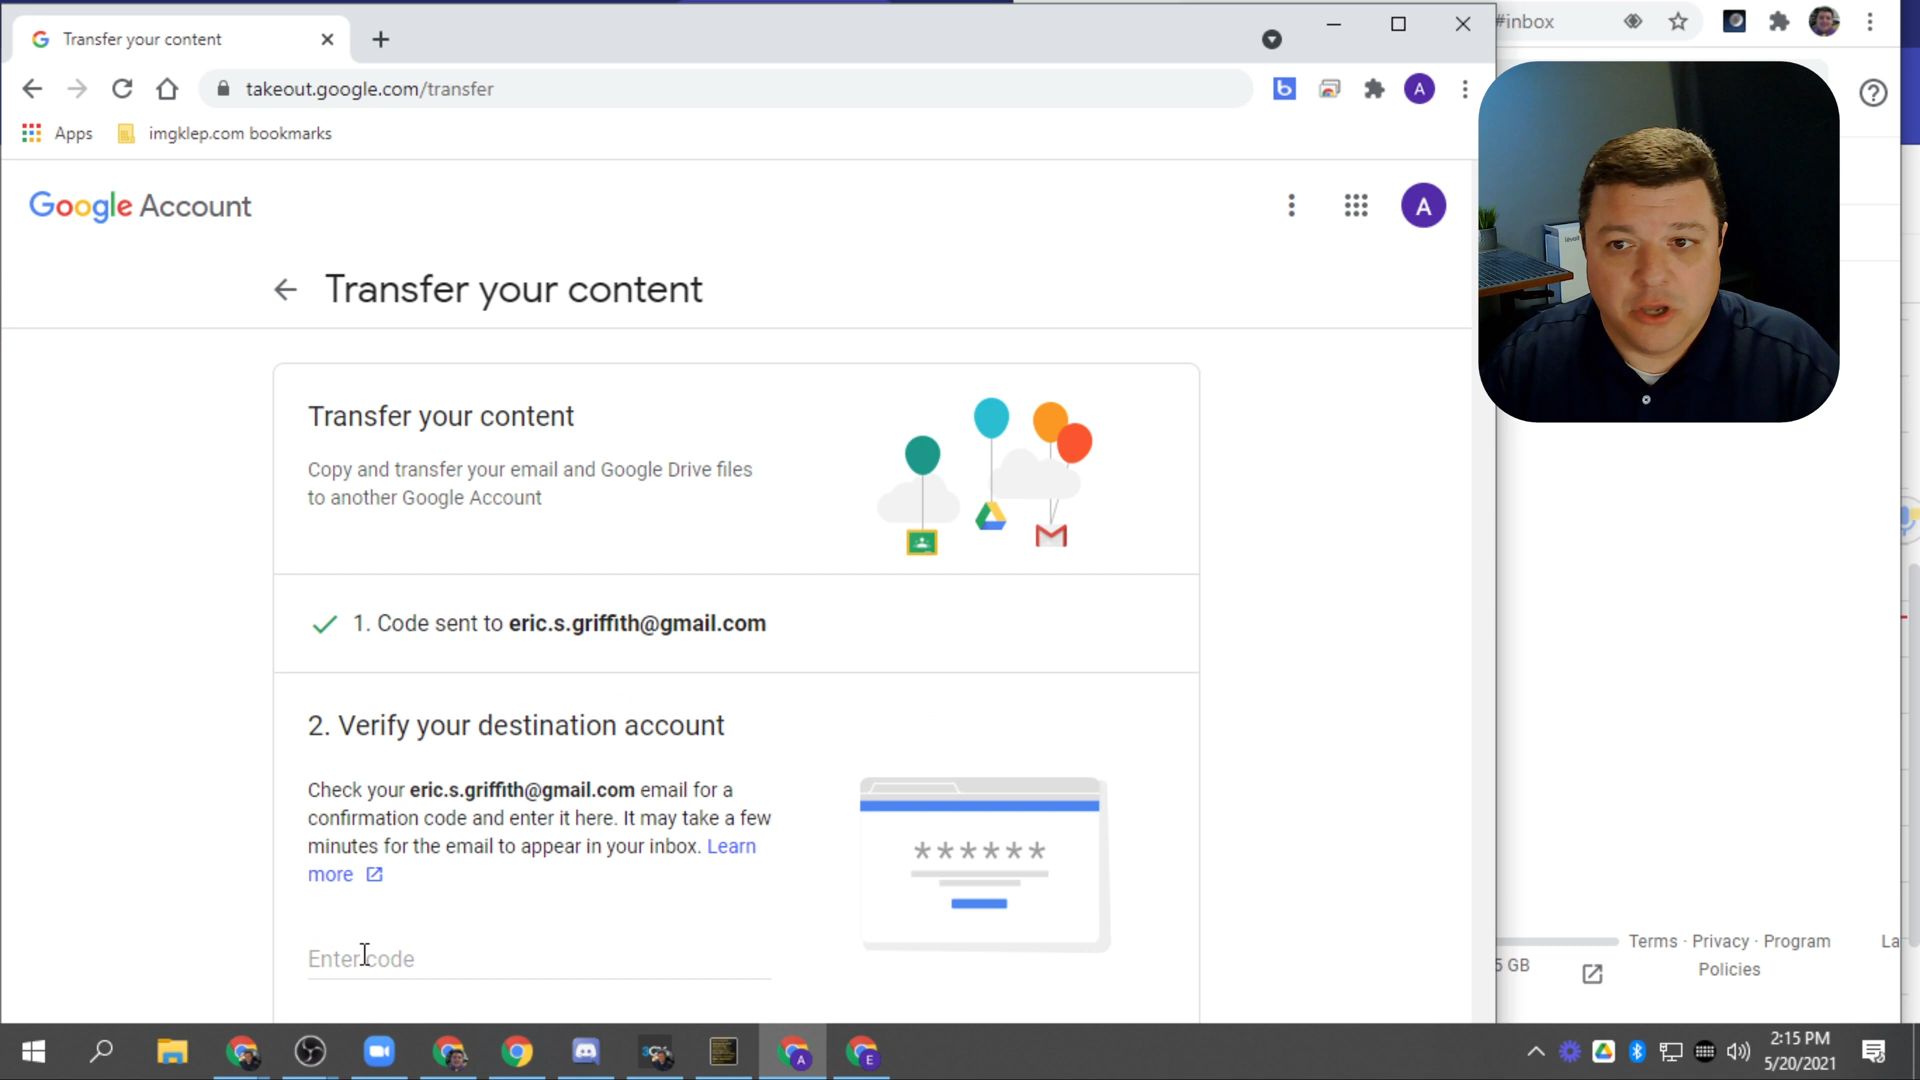 Transfer your content
#inbox
takeout.google.com/transfer
A
Apps
imgklep.com bookmarks
Google Account
A
Transfer your content
Transfer your content
Copy and transfer your email and Google Drive files
to another Google Account
1. Code sent to eric.s.griffith@gmail.com
2. Verify your destination account
Check your eric.s.griffith@gmail.com email for a
confirmation code and enter it here. It may take a few
minutes for the email to appear in your inbox. Learn
more
******
Enter code
Terms · Privacy · Program
Policies
La
5 GB
A
E
2:15 PM
5/20/2021